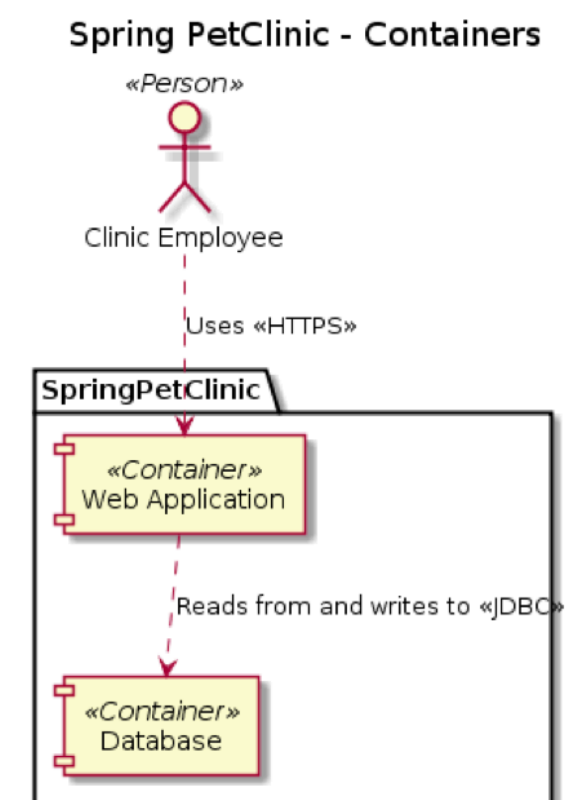 Spring PetClinic - Containers
«Person»
Clinic Employee
Uses «HTTPS»
SpringPetClinic
«Container»
Web Application
Reads from and writes to «JDBC»
«Container»
Database